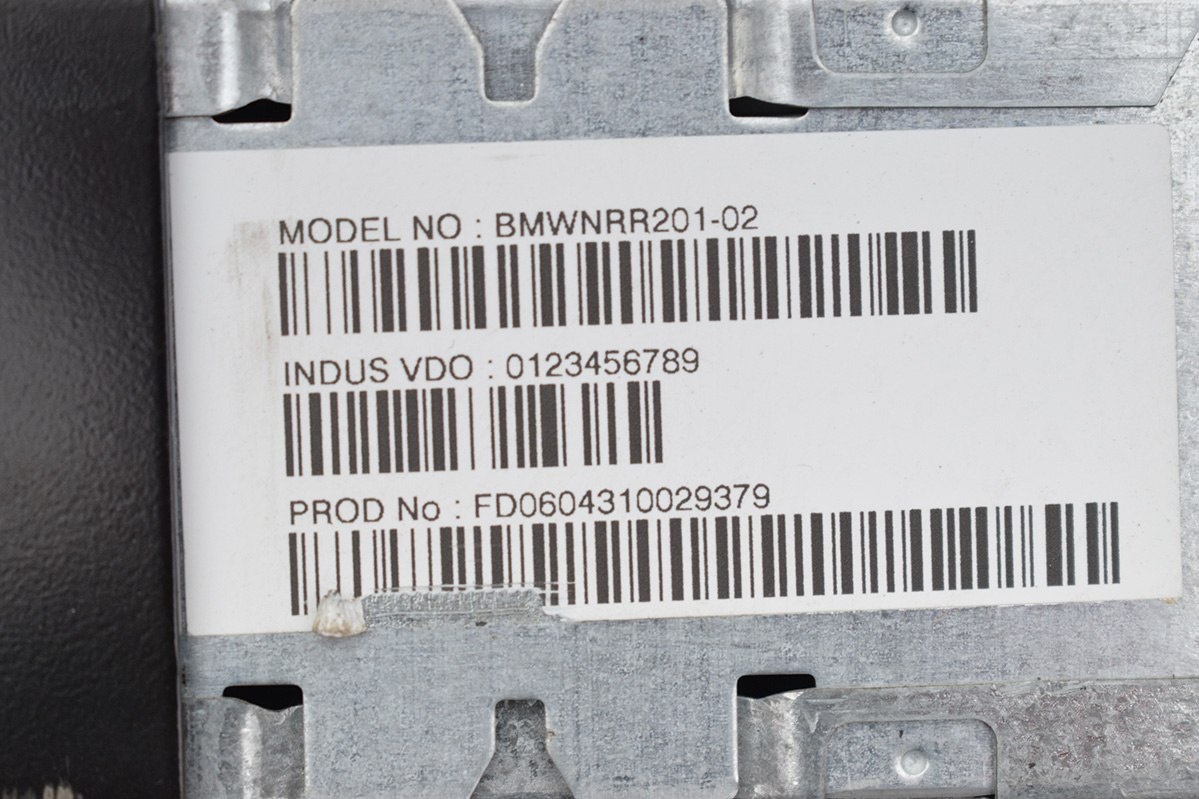 MODEL NO : BMWNRR201-02
INDUS VDO : 0123456789
PROD No : FD0604310029379